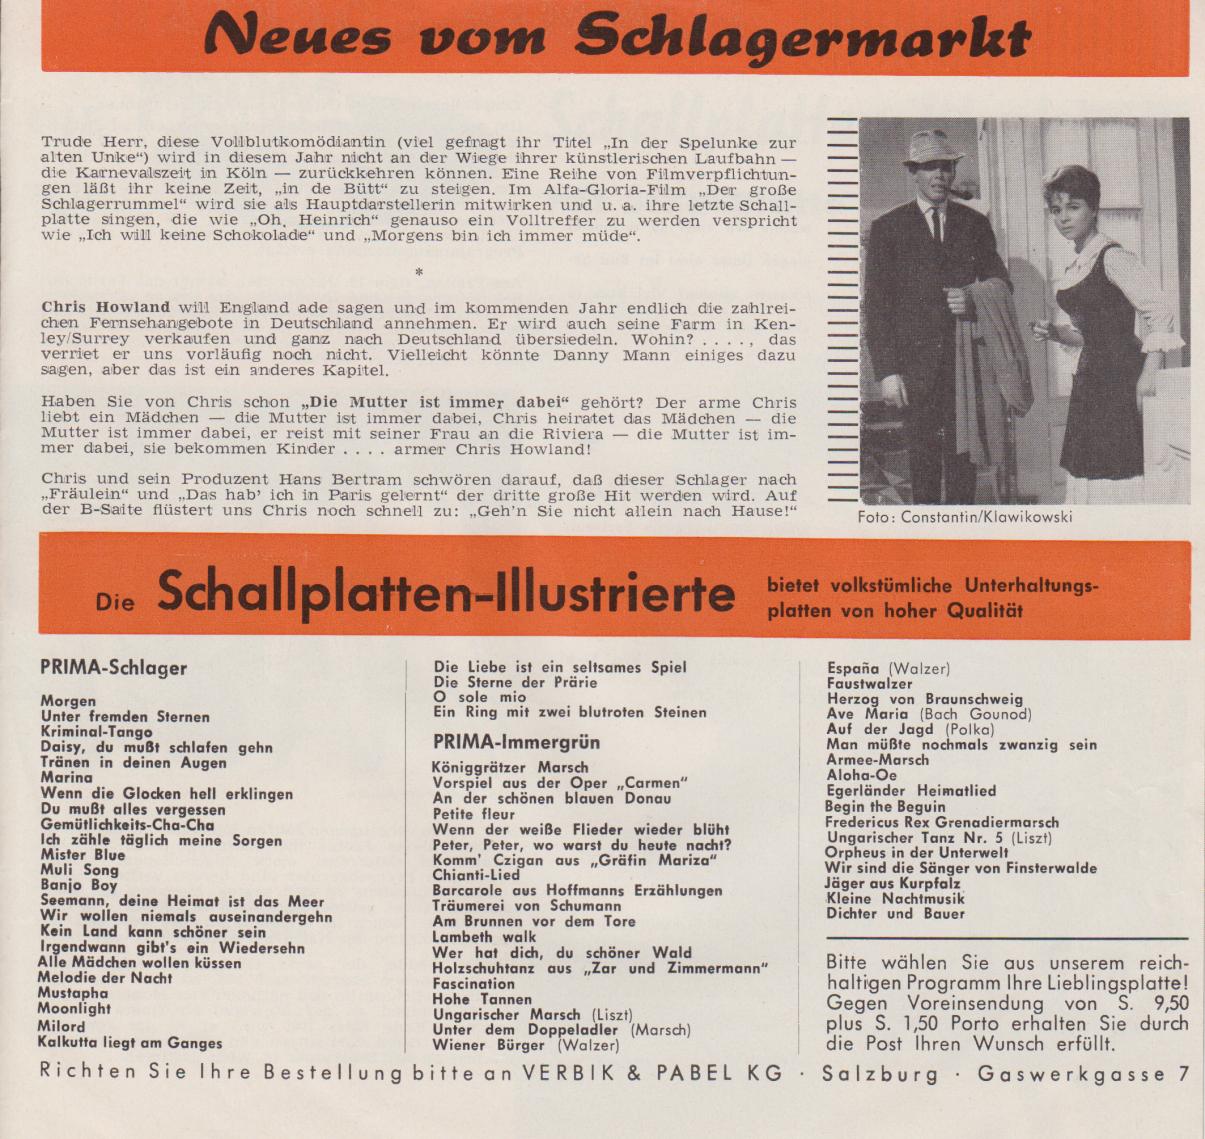 Neues vom Schlagermarkt
Trude Herr, diese Vollblutkomödiantin (viel gefragt ihr Titel „In der Spelunke zur
alten Unke“) wird in diesem Jahr nicht an der Wiege ihrer künstlerischen Laufbahn —
die Karnevalszeit in Köln — zurückkehren können. Eine Reihe von Filmverpflichtun-
gen läßt ihr keine Zeit, „in de Bütt“ zu steigen. Im Alfa-Gloria-Film „Der große
Schlagerrummel“ wird sie als Hauptdarstellerin mitwirken und u. a. ihre letzte Schall-
platte singen, die wie „Oh, Heinrich“ genauso ein Volltreffer zu werden verspricht
wie „Ich will keine Schokolade“ und „Morgens bin ich immer müde“.
*
Chris Howland will England ade sagen und im kommenden Jahr endlich die zahlrei-
chen Fernsehangebote in Deutschland annehmen. Er wird auch seine Farm in Ken-
ley/Surrey verkaufen und ganz nach Deutschland übersiedeln. Wohin? . . . ., das
verriet er uns vorläufig noch nicht. Vielleicht könnte Danny Mann einiges dazu
sagen, aber das ist ein anderes Kapitel.
Haben Sie von Chris schon „Die Mutter ist immer dabei“ gehört? Der arme Chris
liebt ein Mädchen — die Mutter ist immer dabei, Chris heiratet das Mädchen — die
Mutter ist immer dabei, er reist mit seiner Frau an die Riviera — die Mutter ist im-
mer dabei, sie bekommen Kinder . . . . armer Chris Howland!
Chris und sein Produzent Hans Bertram schwören darauf, daß dieser Schlager nach
„Fräulein“ und „Das hab’ ich in Paris gelernt“ der dritte große Hit werden wird. Auf
der B-Saite flüstert uns Chris noch schnell zu: „Geh’n Sie nicht allein nach Hause!“
Foto: Constantin/Klawikowski
Die Schallplatten-Illustrierte
bietet volkstümliche Unterhaltungs-
platten von hoher Qualität
PRIMA-Schlager
Morgen
Unter fremden Sternen
Kriminal-Tango
Daisy, du mußt schlafen gehn
Tränen in deinen Augen
Marina
Wenn die Glocken hell erklingen
Du mußt alles vergessen
Gemütlichkeits-Cha-Cha
Ich zähle täglich meine Sorgen
Mister Blue
Muli Song
Banjo Boy
Seemann, deine Heimat ist das Meer
Wir wollen niemals auseinandergehn
Kein Land kann schöner sein
Irgendwann gibt's ein Wiedersehn
Alle Mädchen wollen küssen
Melodie der Nacht
Mustapha
Moonlight
Milord
Kalkutta liegt am Ganges
Die Liebe ist ein seltsames Spiel
Die Sterne der Prärie
O sole mio
Ein Ring mit zwei blutroten Steinen
PRIMA-Immergrün
Königgrätzer Marsch
Vorspiel aus der Oper „Carmen“
An der schönen blauen Donau
Petite fleur
Wenn der weiße Flieder wieder blüht
Peter, Peter, wo warst du heute nacht?
Komm’ Czigan aus „Gräfin Mariza“
Chianti-Lied
Barcarole aus Hoffmanns Erzählungen
Träumerei von Schumann
Am Brunnen vor dem Tore
Lambeth walk
Wer hat dich, du schöner Wald
Holzschuhtanz aus „Zar und Zimmermann“
Fascination
Hohe Tannen
Ungarischer Marsch (Liszt)
Unter dem Doppeladler (Marsch)
Wiener Bürger (Walzer)
España (Walzer)
Faustwalzer
Herzog von Braunschweig
Ave Maria (Bach Gounod)
Auf der Jagd (Polka)
Man müßte nochmals zwanzig sein
Armee-Marsch
Aloha-Oe
Egerländer Heimatlied
Begin the Beguin
Fredericus Rex Grenadiermarsch
Ungarischer Tanz Nr. 5 (Liszt)
Orpheus in der Unterwelt
Wir sind die Sänger von Finsterwalde
Jäger aus Kurpfalz
Kleine Nachtmusik
Dichter und Bauer
Bitte wählen Sie aus unserem reich-
haltigen Programm Ihre Lieblingsplatte!
Gegen Voreinsendung von S. 9,50
plus S. 1,50 Porto erhalten Sie durch
die Post Ihren Wunsch erfüllt.
Richten Sie Ihre Bestellung bitte an VERBIK & PABEL KG · Salzburg · Gaswerkgasse 7